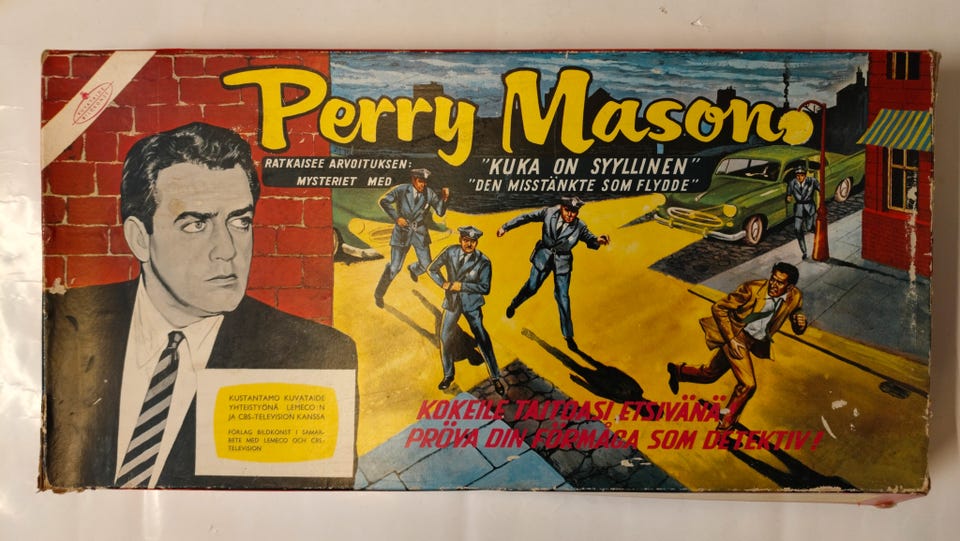 Perry Mason
RATKAISEE ARVOITUKSEN: "KUKA ON SYYLLINEN"
MYSTERIET MED "DEN MISSTÄNKTE SOM FLYDDE"
KUSTANTAMO KUVATAIDE
YHTEISTYÖNÄ LEMECO:N
JA CBS-TELEVISION KANSSA
FÖRLAG BILDKONST I SAMAR-
BETE MED LEMECO OCH CBS-
TELEVISION
KOKEILE TAITOASI ETSIVÄNÄ!
PRÖVA DIN FÖRMÅGA SOM DETEKTIV!